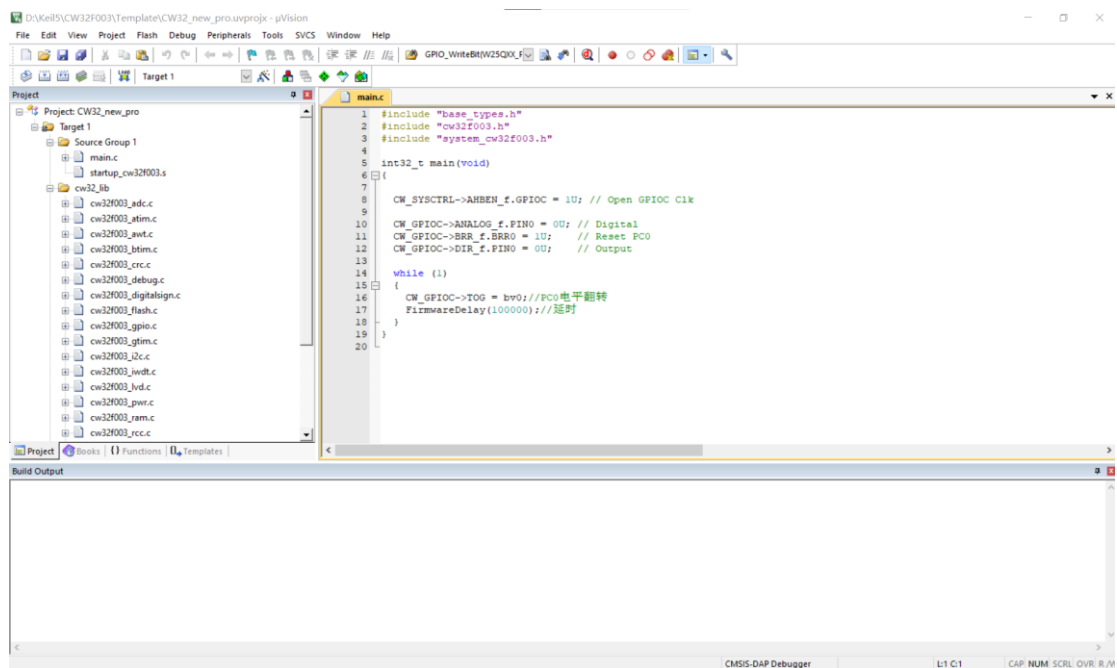 D:\Keil5\CW32F003\Template\CW32_new_pro.uvprojx - µVision
File Edit View Project Flash Debug Peripherals Tools SVCS Window Help
GPIO_WriteBit(W25QXX_F
Target 1
Project
Project: CW32_new_pro
Target 1
Source Group 1
main.c
startup_cw32f003.s
cw32_lib
cw32f003_adc.c
cw32f003_atim.c
cw32f003_awt.c
cw32f003_btim.c
cw32f003_crc.c
cw32f003_debug.c
cw32f003_digitalsign.c
cw32f003_flash.c
cw32f003_gpio.c
cw32f003_gtim.c
cw32f003_i2c.c
cw32f003_iwdt.c
cw32f003_lvd.c
cw32f003_pwr.c
cw32f003_ram.c
cw32f003_rcc.c
Project Books {} Functions Templates
main.c
1 #include "base_types.h"
2 #include "cw32f003.h"
3 #include "system_cw32f003.h"
4
5 int32_t main(void)
6 {
7
8 CW_SYSCTRL->AHBEN_f.GPIOC = 1U; // Open GPIOC Clk
9
10 CW_GPIOC->ANALOG_f.PIN0 = 0U; // Digital
11 CW_GPIOC->BRR_f.BRR0 = 1U; // Reset PC0
12 CW_GPIOC->DIR_f.PIN0 = 0U; // Output
13
14 while (1)
15 {
16 CW_GPIOC->TOG = bv0;//PC0电平翻转
17 FirmwareDelay(100000);//延时
18 }
19 }
20
Build Output
CMSIS-DAP Debugger L:1 C:1 CAP NUM SCRL OVR R/W